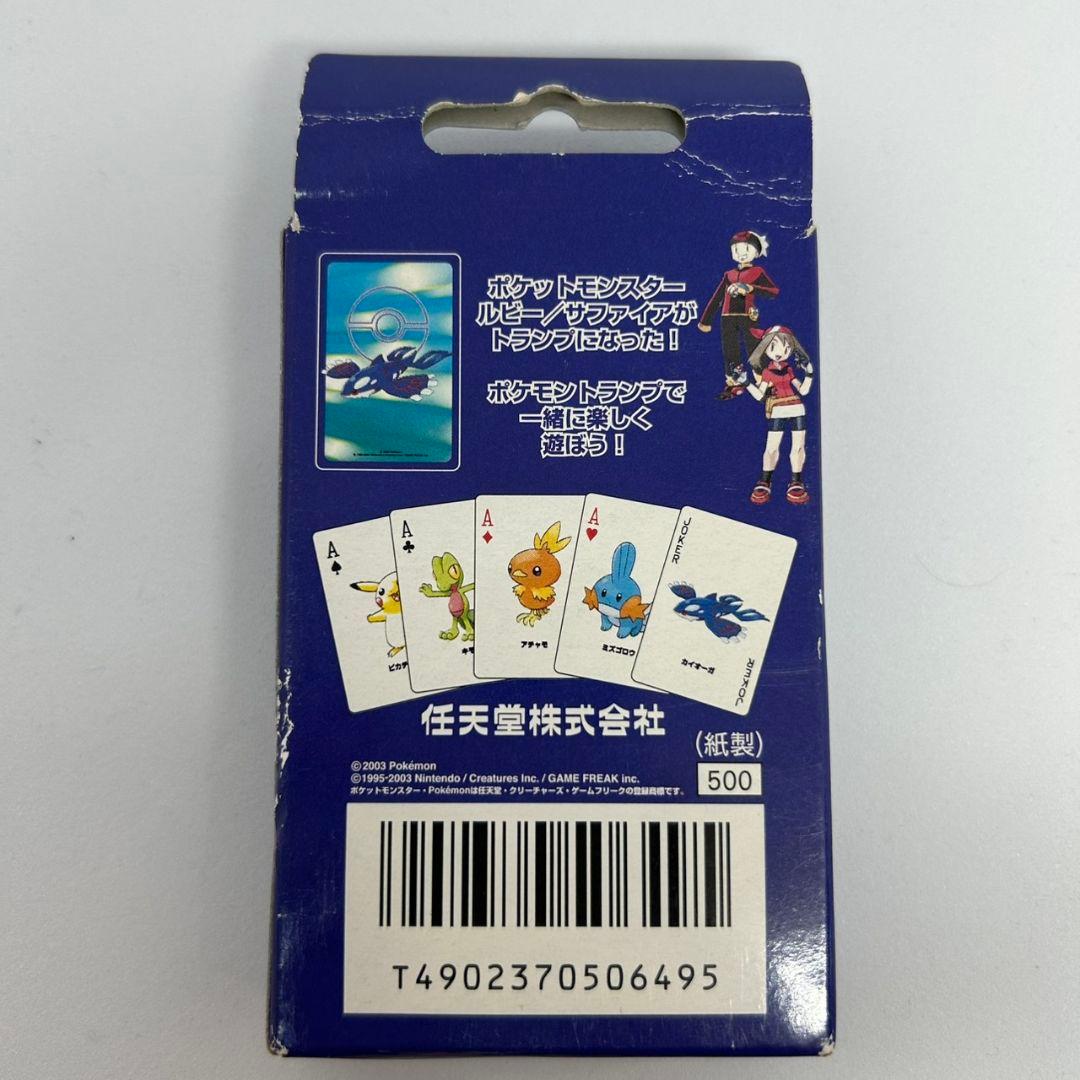 ポケットモンスター
ルビー／サファイアが
トランプになった！
ポケモントランプで
一緒に楽しく
遊ぼう！
A
A
A
A
JOKER
アチャモ
ミズゴロウ
カイオーガ
JOKER
任天堂株式会社
(紙製)
500
©2003 Pokémon
©1995-2003 Nintendo / Creatures Inc. / GAME FREAK inc.
ポケットモンスター・Pokémonは任天堂・クリーチャーズ・ゲームフリークの登録商標です。
T4902370506495